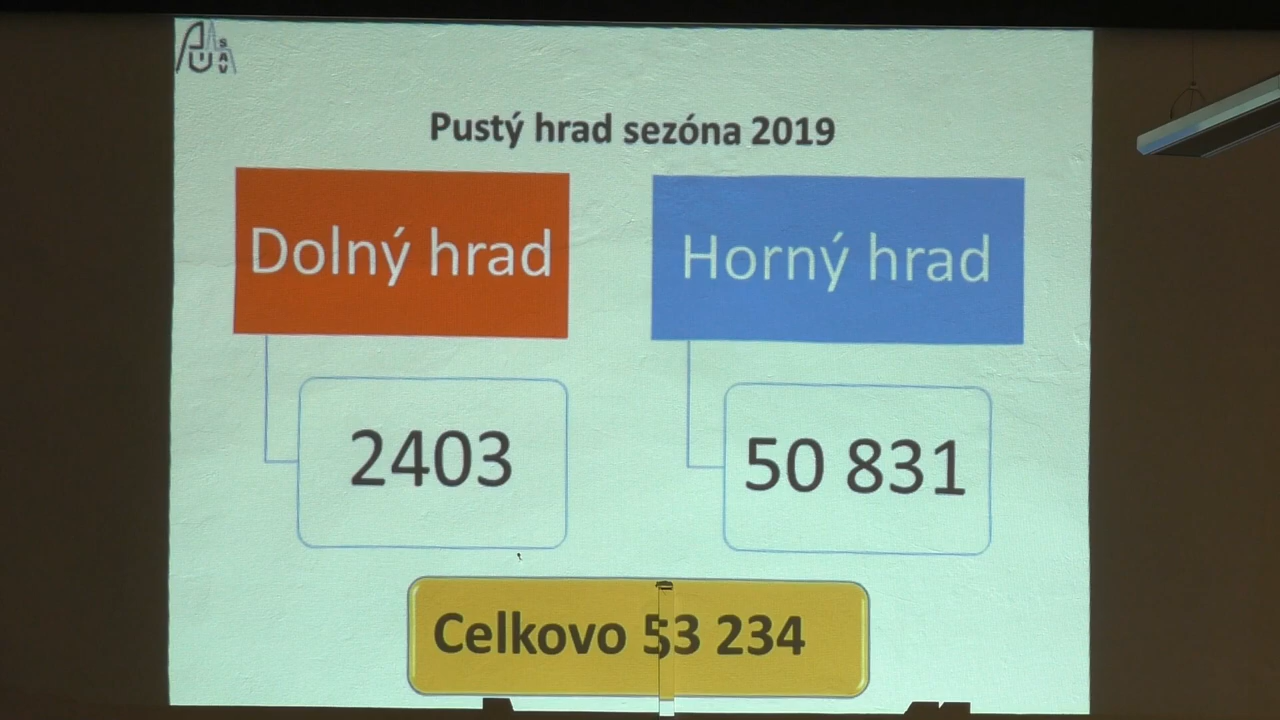 Pustý hrad sezóna 2019
Dolný hrad
Horný hrad
2403
50 831
Celkovo 53 234